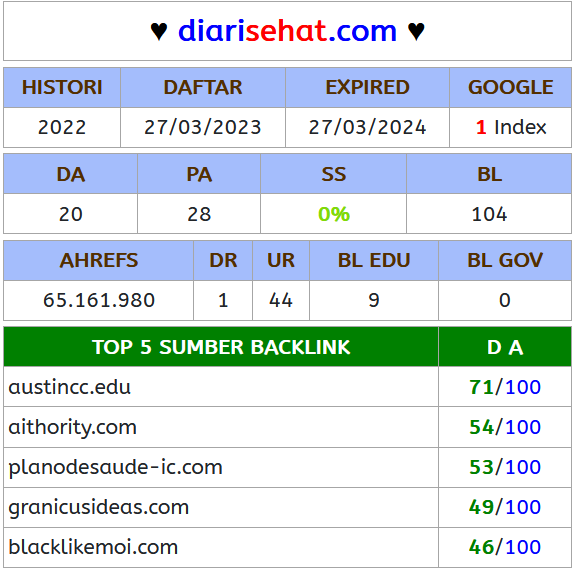 ♥ diarisehat.com ♥
HISTORI DAFTAR EXPIRED GOOGLE
2022 27/03/2023 27/03/2024 1 Index
DA PA SS BL
20 28 0% 104
AHREFS DR UR BL EDU BL GOV
65.161.980 1 44 9 0
TOP 5 SUMBER BACKLINK D A
austincc.edu 71/100
aithority.com 54/100
planodesaude-ic.com 53/100
granicusideas.com 49/100
blacklikemoi.com 46/100